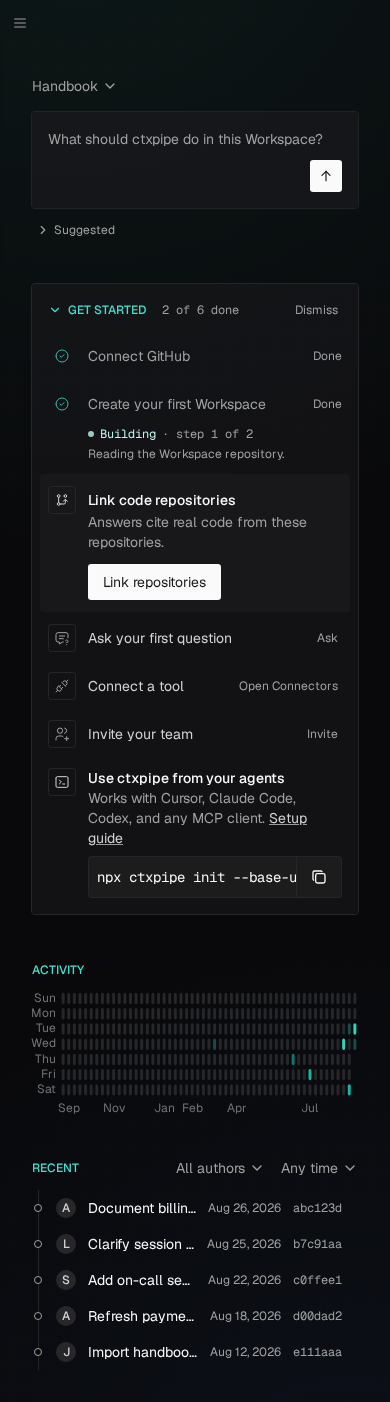 Handbook
What should ctxpipe do in this Workspace?
Suggested
GET STARTED 2 of 6 done Dismiss
Connect GitHub Done
Create your first Workspace Done
Building · step 1 of 2
Reading the Workspace repository.
Link code repositories
Answers cite real code from these
repositories.
Link repositories
Ask your first question Ask
Connect a tool Open Connectors
Invite your team Invite
Use ctxpipe from your agents
Works with Cursor, Claude Code,
Codex, and any MCP client. Setup
guide
npx ctxpipe init --base-u
ACTIVITY
Sun
Mon
Tue
Wed
Thu
Fri
Sat
Sep Nov Jan Feb Apr Jul
RECENT All authors Any time
A Document billin... Aug 26, 2026 abc123d
L Clarify session ... Aug 25, 2026 b7c91aa
S Add on-call se... Aug 22, 2026 c0ffee1
A Refresh payme... Aug 18, 2026 d00dad2
J Import handboo... Aug 12, 2026 e111aaa